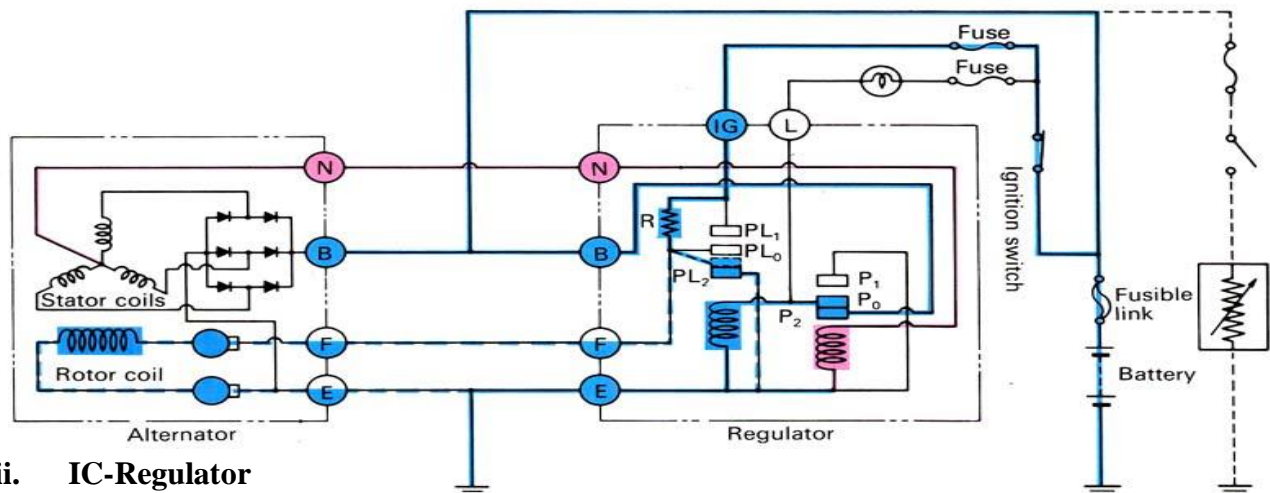 Fuse
Fuse
IG L
N N
R
PL1
PL0
PL2
B B
P1
P0
P2
Stator coils
Ignition switch
Fusible
link
F F
Rotor coil
Battery
E E
Alternator
Regulator
ii. IC-Regulator